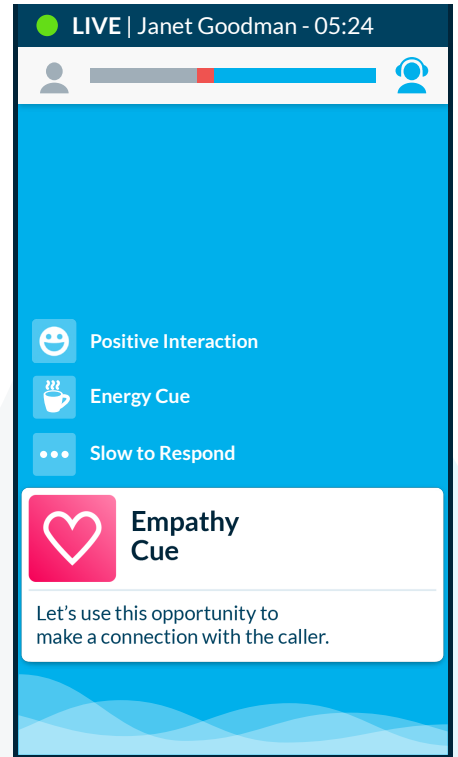 LIVE | Janet Goodman - 05:24
Positive Interaction
Energy Cue
Slow to Respond
Empathy
Cue
Let's use this opportunity to
make a connection with the caller.